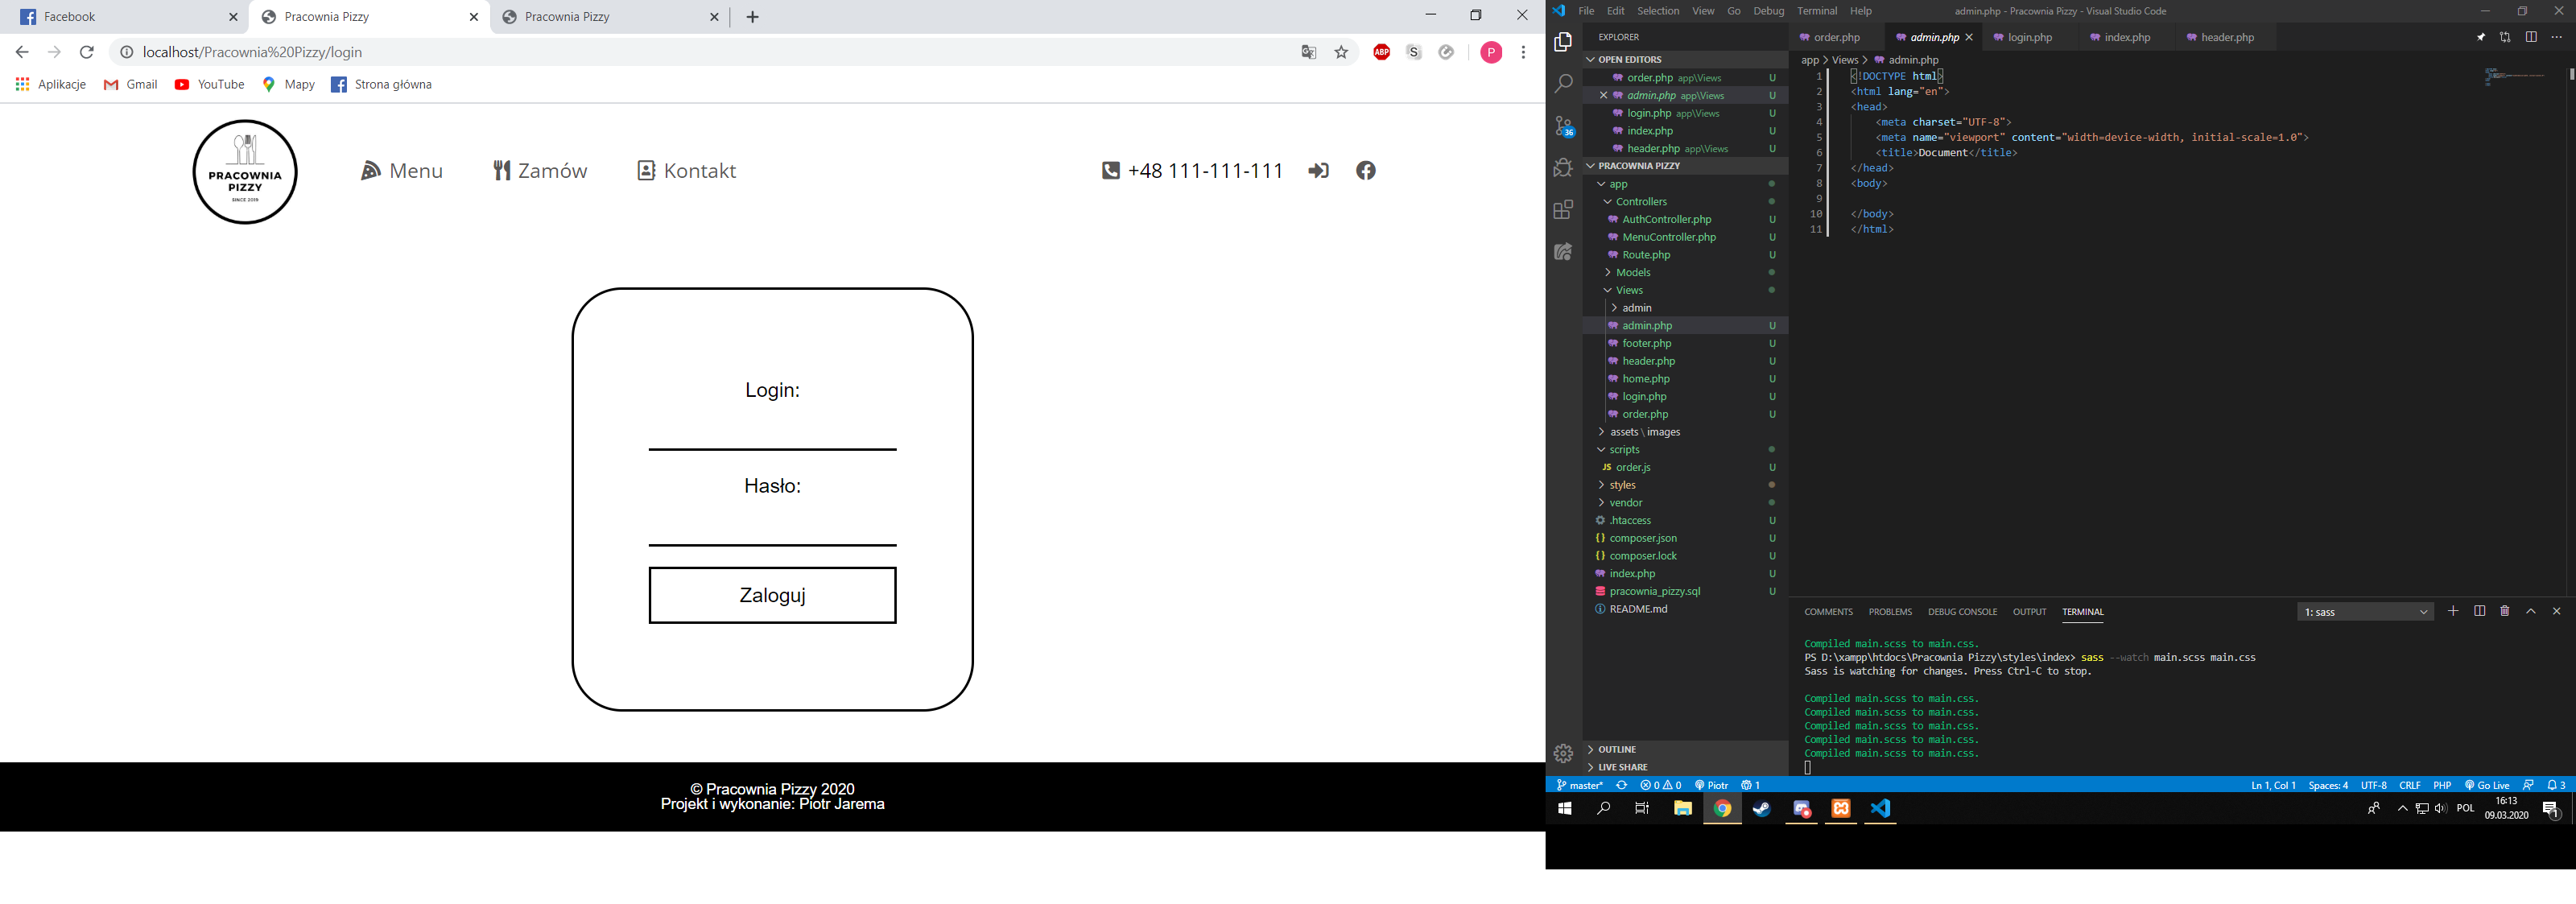 Facebook
Pracownia Pizzy
Pracownia Pizzy
localhost/Pracownia%20Pizzy/login
ABP
S
P
Aplikacje
Gmail
YouTube
Mapy
Strona główna
PRACOWNIA
PIZZY
SINCE 2019
Menu
Zamów
Kontakt
+48 111-111-111
Login:
Hasło:
Zaloguj
© Pracownia Pizzy 2020
Projekt i wykonanie: Piotr Jarema
File Edit Selection View Go Debug Terminal Help
admin.php - Pracownia Pizzy - Visual Studio Code
36
EXPLORER
OPEN EDITORS
order.php app\Views U
admin.php app\Views U
login.php app\Views U
index.php U
header.php app\Views U
PRACOWNIA PIZZY
app
Controllers
AuthController.php U
MenuController.php U
Route.php U
Models
Views
admin
admin.php U
footer.php U
header.php U
home.php U
login.php U
order.php U
assets \ images
scripts
JS order.js U
styles
vendor
.htaccess U
{} composer.json U
{} composer.lock U
index.php U
pracownia_pizzy.sql U
README.md
OUTLINE
LIVE SHARE
order.php
admin.php
login.php
index.php
header.php
app > Views > admin.php
1 <!DOCTYPE html>
2 <html lang="en">
3 <head>
4 <meta charset="UTF-8">
5 <meta name="viewport" content="width=device-width, initial-scale=1.0">
6 <title>Document</title>
7 </head>
8 <body>
9
10 </body>
11 </html>
COMMENTS PROBLEMS DEBUG CONSOLE OUTPUT TERMINAL
1: sass
Compiled main.scss to main.css.
PS D:\xampp\htdocs\Pracownia Pizzy\styles\index> sass --watch main.scss main.css
Sass is watching for changes. Press Ctrl-C to stop.
Compiled main.scss to main.css.
Compiled main.scss to main.css.
Compiled main.scss to main.css.
Compiled main.scss to main.css.
Compiled main.scss to main.css.
master*
0 0
Piotr
1
Ln 1, Col 1
Spaces: 4
UTF-8
CRLF
PHP
Go Live
3
POL
16:13
09.03.2020
1